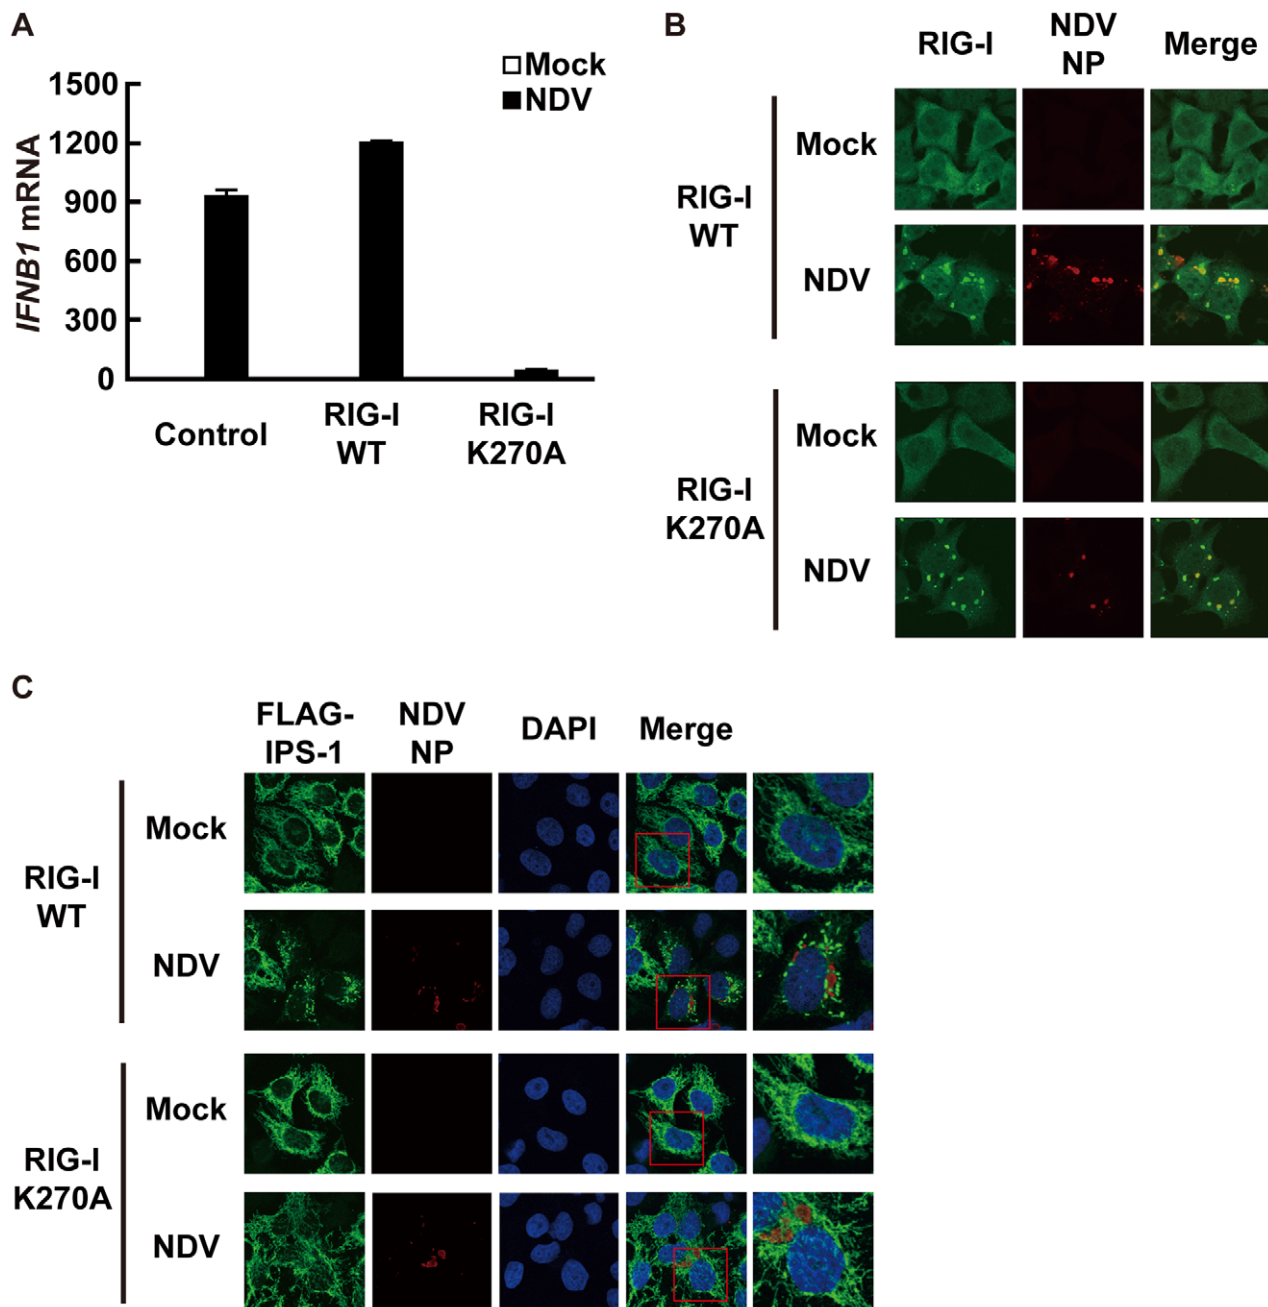 A
Mock
NDV
1500
1200
900
600
300
0
IFNB1 mRNA
Control
RIG-I
WT
RIG-I
K270A
B
RIG-I
NDV
NP
Merge
RIG-I
WT
Mock
NDV
RIG-I
K270A
Mock
NDV
C
FLAG-
IPS-1
NDV
NP
DAPI
Merge
RIG-I
WT
Mock
NDV
RIG-I
K270A
Mock
NDV